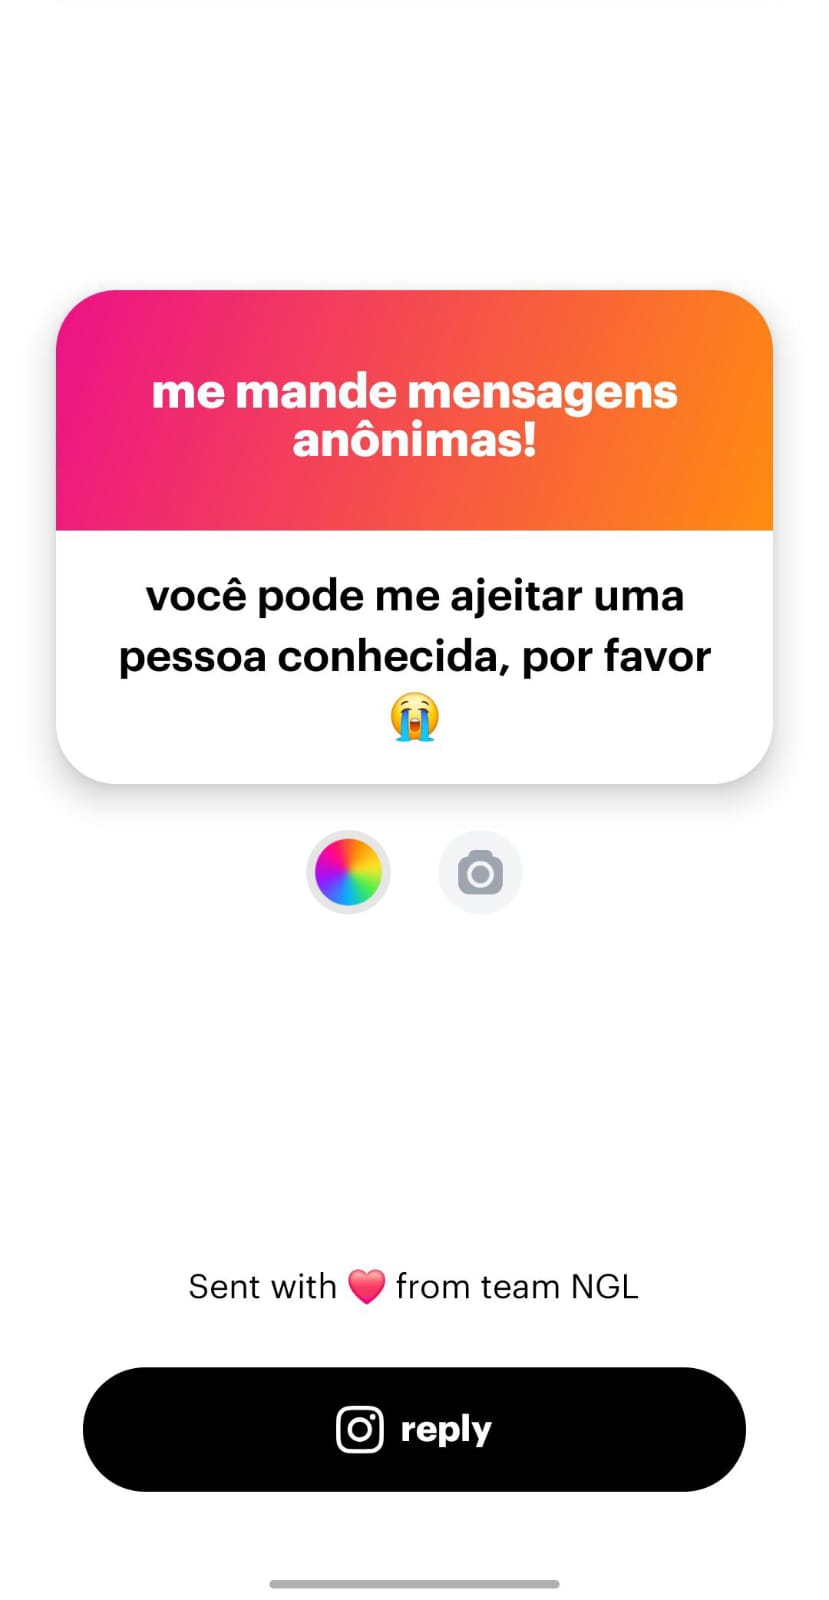 me mande mensagens
anônimas!
você pode me ajeitar uma
pessoa conhecida, por favor
😭
Sent with ❤️ from team NGL
reply